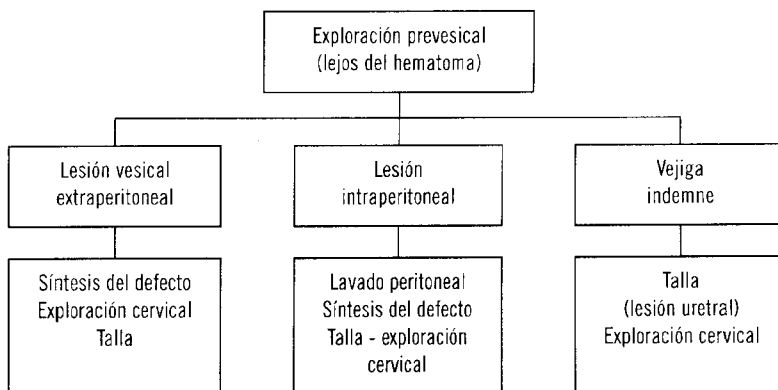 Exploración prevesical
(lejos del hematoma)
Lesión vesical
extraperitoneal
Lesión
intraperitoneal
Vejiga
indemne
Síntesis del defecto
Exploración cervical
Talla
Lavado peritoneal
Síntesis del defecto
Talla - exploración
cervical
Talla
(lesión uretral)
Exploración cervical